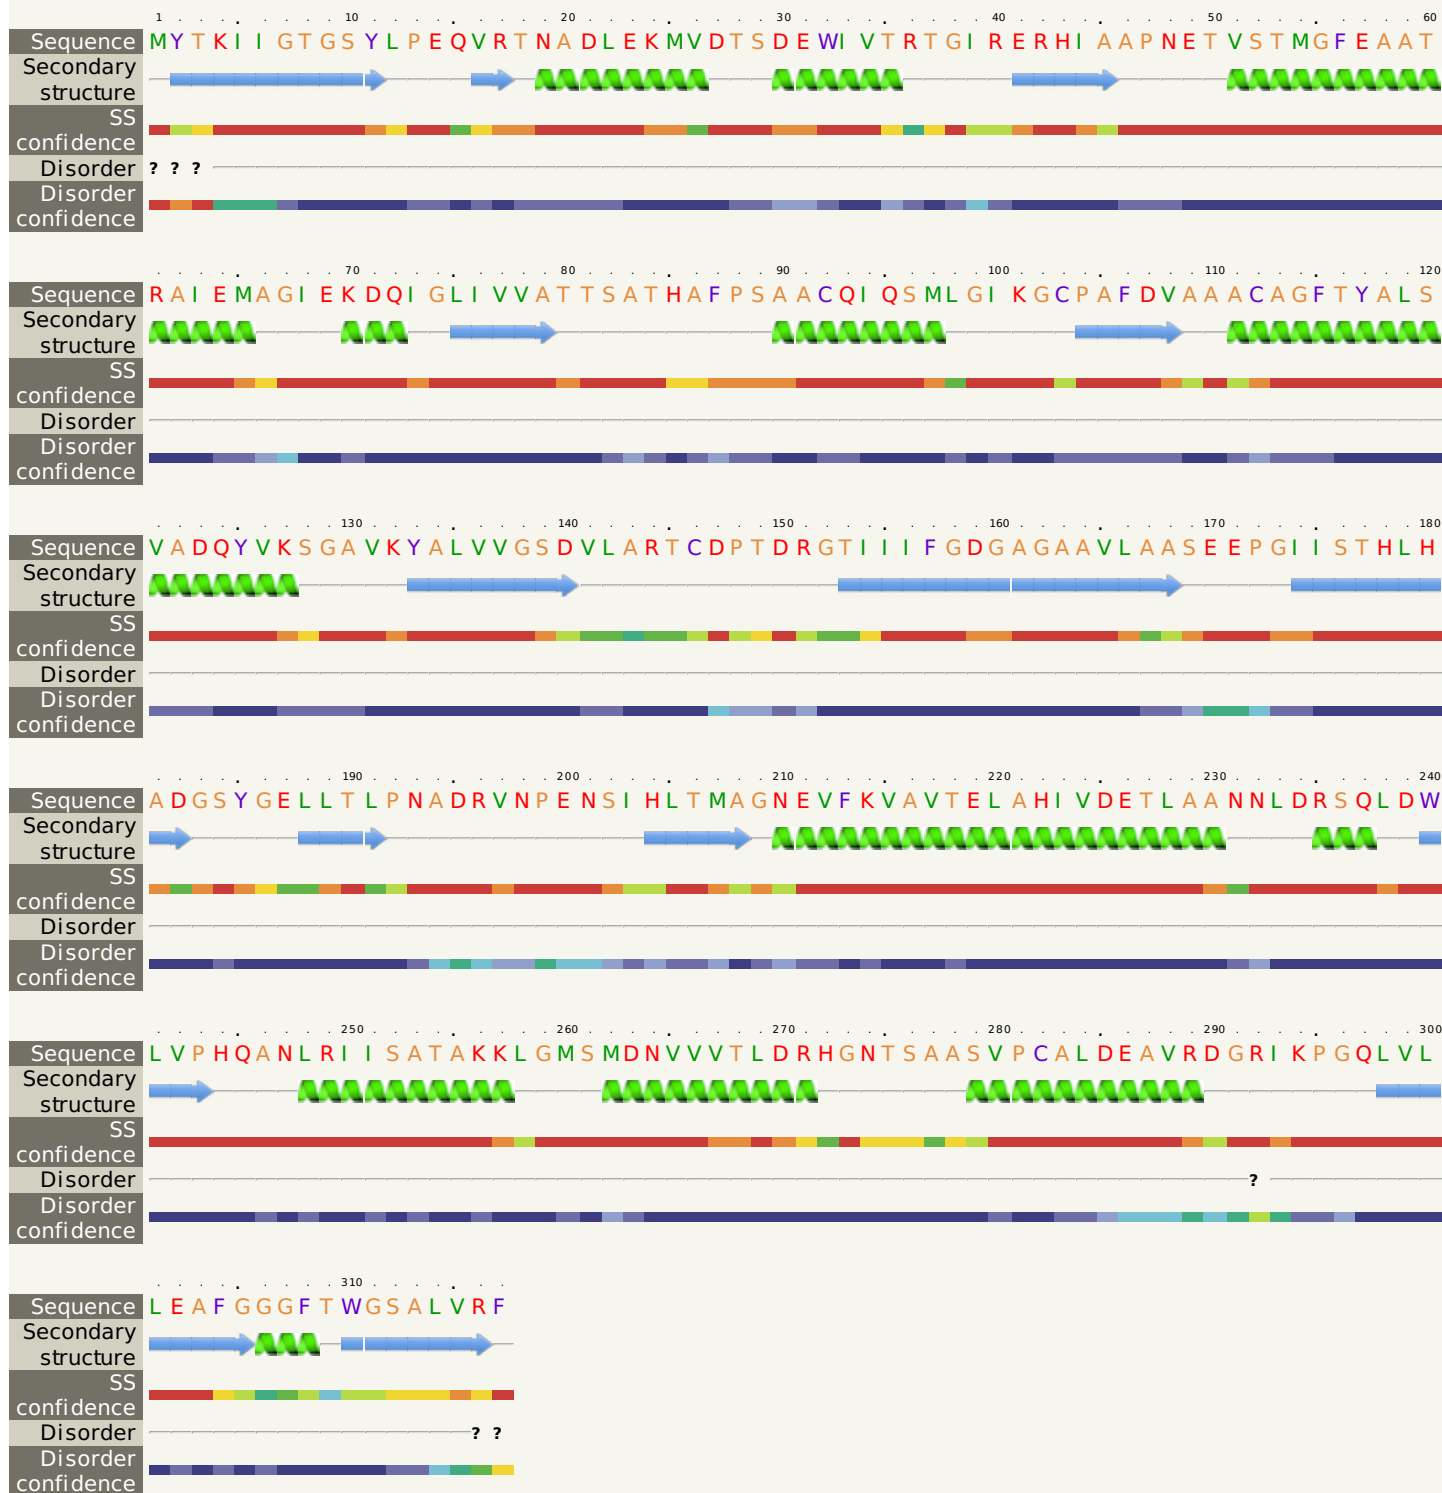 1 10 20 30 40 50 60
Sequence MYTKIIGTGSYLPEQVRTNADLEKMVDTSDEWIVTRTGIRERHIAAPNETVSTMGFEAAT
Secondary
structure
SS
confidence
Disorder ? ? ?
Disorder
confidence
70 80 90 100 110 120
Sequence RAIEMAGIEKDQIGLIVVATTSATHAFPSAACQIQSMLGIKGCPAFDVAAACAGFTYALS
Secondary
structure
SS
confidence
Disorder
Disorder
confidence
130 140 150 160 170 180
Sequence VADQYVKSGAVKYALVVGSDVLARTCDPTDRGTIIIFGDGAGAAVLAASEEPGIISTHLH
Secondary
structure
SS
confidence
Disorder
Disorder
confidence
190 200 210 220 230 240
Sequence ADGSYGELLTLPNADRVNPENSIHLTMAGNEVFKVAVTELAHIVDETLAANNLDRSQLDW
Secondary
structure
SS
confidence
Disorder
Disorder
confidence
250 260 270 280 290 300
Sequence LVPHQANLRIISATAKKLGMSMDNVVVTLDRHGNTSAASVPCALDEAVRDGRIKPGQLVL
Secondary
structure
SS
confidence
Disorder ?
Disorder
confidence
310
Sequence LEAFGGGFTWGSALVRF
Secondary
structure
SS
confidence
Disorder ? ?
Disorder
confidence